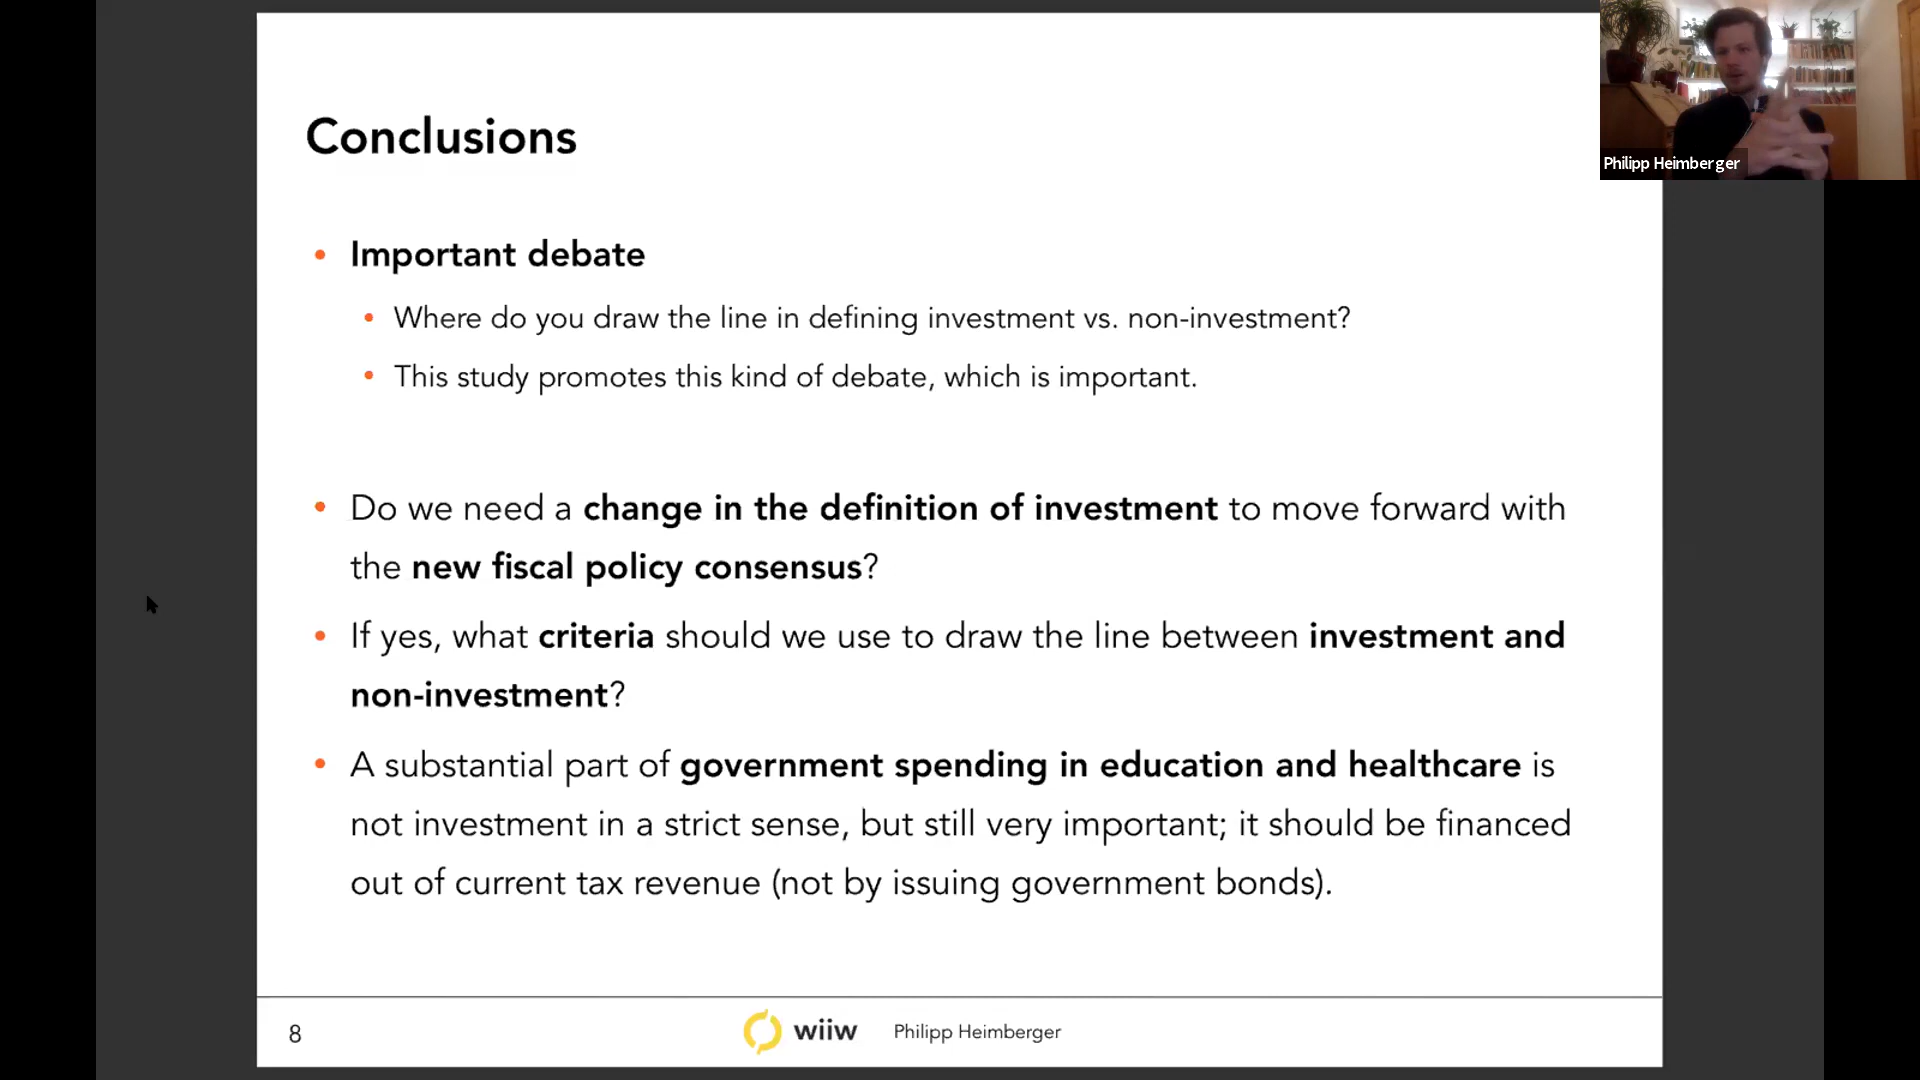 Conclusions
Philipp Heimberger
• Important debate
• Where do you draw the line in defining investment vs. non-investment?
• This study promotes this kind of debate, which is important.
• Do we need a change in the definition of investment to move forward with
the new fiscal policy consensus?
• If yes, what criteria should we use to draw the line between investment and
non-investment?
• A substantial part of government spending in education and healthcare is
not investment in a strict sense, but still very important; it should be financed
out of current tax revenue (not by issuing government bonds).
8
wiiw
Philipp Heimberger